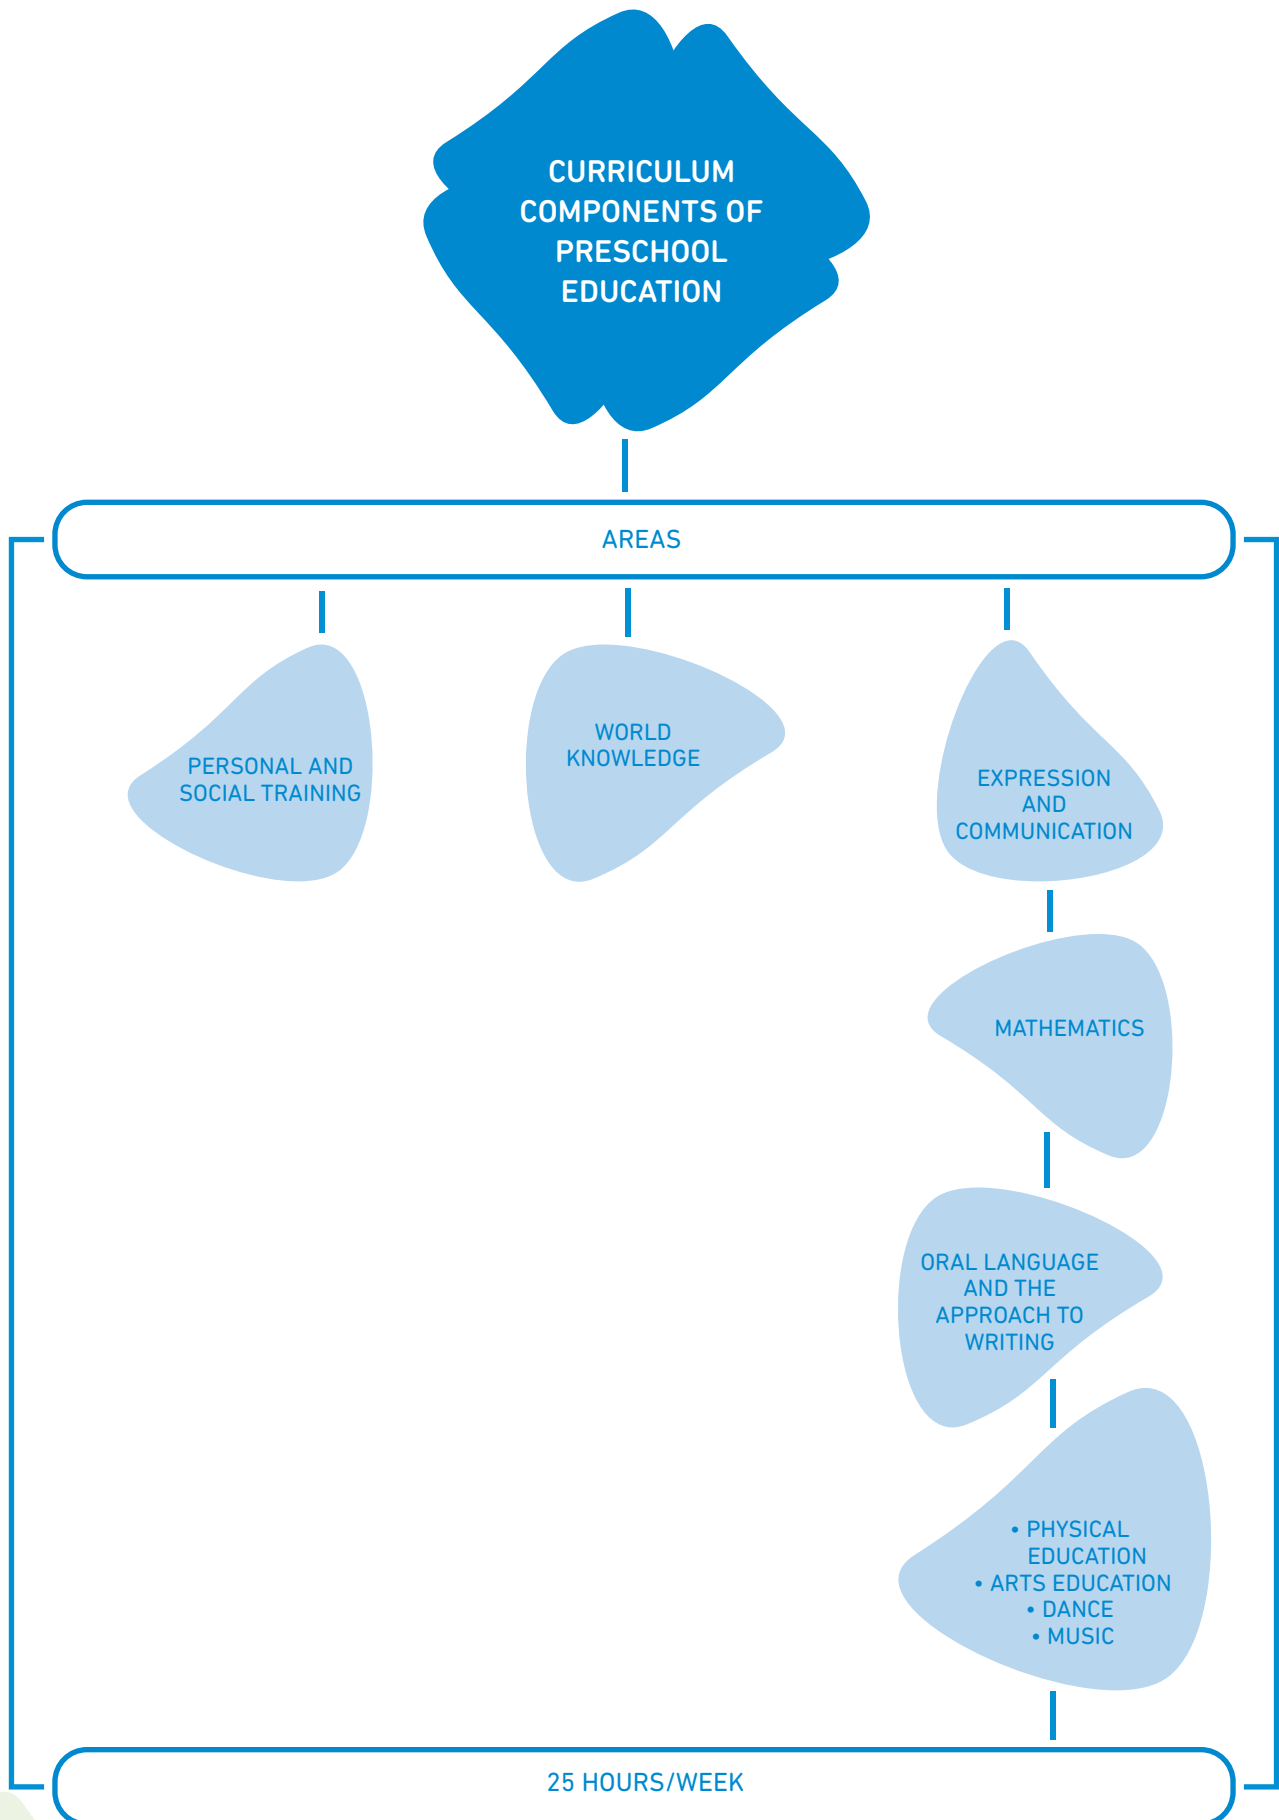 CURRICULUM
COMPONENTS OF
PRESCHOOL
EDUCATION
AREAS
PERSONAL AND
SOCIAL TRAINING
WORLD
KNOWLEDGE
EXPRESSION
AND
COMMUNICATION
MATHEMATICS
ORAL LANGUAGE
AND THE
APPROACH TO
WRITING
• PHYSICAL
EDUCATION
• ARTS EDUCATION
• DANCE
• MUSIC
25 HOURS/WEEK